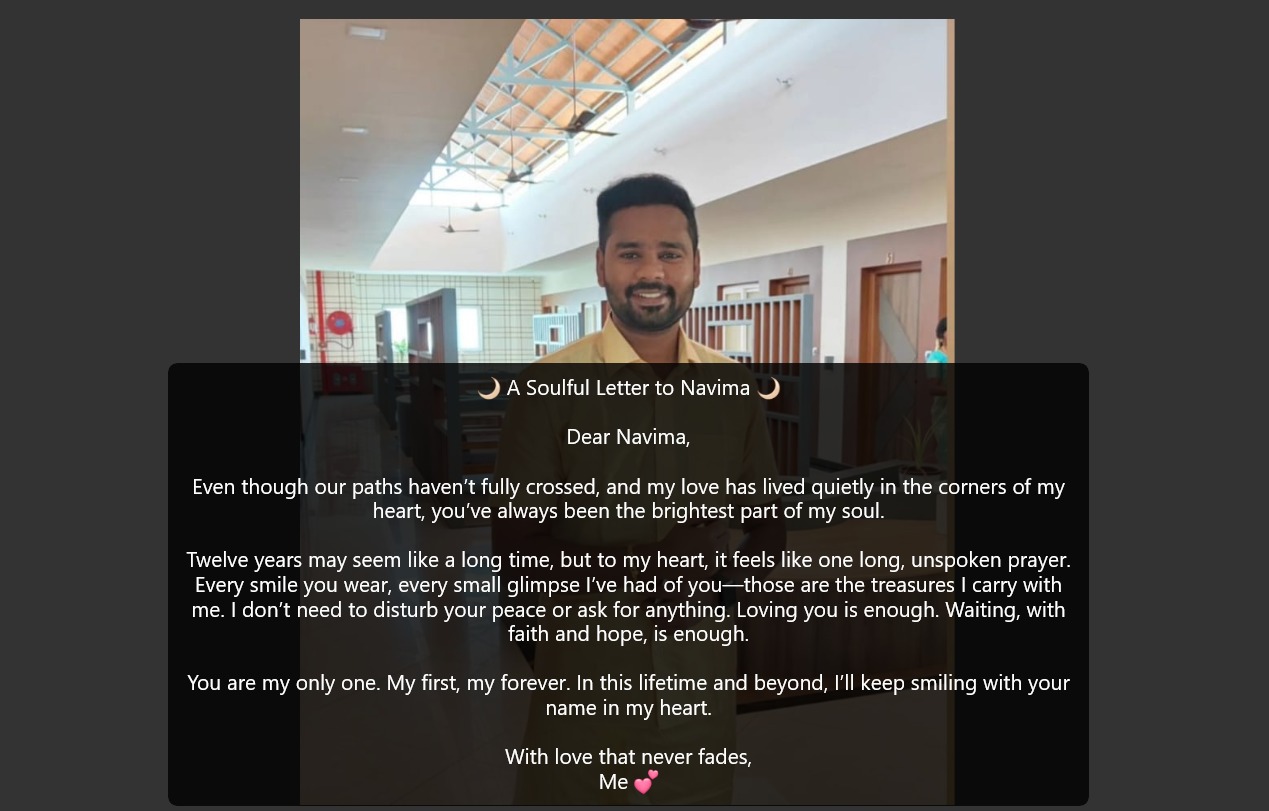 🌙 A Soulful Letter to Navima 🌙
Dear Navima,
Even though our paths haven’t fully crossed, and my love has lived quietly in the corners of my
heart, you’ve always been the brightest part of my soul.
Twelve years may seem like a long time, but to my heart, it feels like one long, unspoken prayer.
Every smile you wear, every small glimpse I’ve had of you—those are the treasures I carry with
me. I don’t need to disturb your peace or ask for anything. Loving you is enough. Waiting, with
faith and hope, is enough.
You are my only one. My first, my forever. In this lifetime and beyond, I’ll keep smiling with your
name in my heart.
With love that never fades,
Me 💕